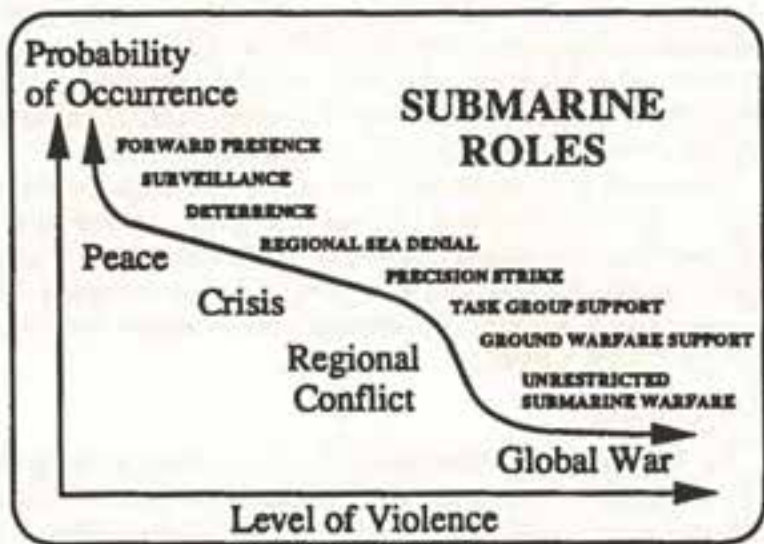 Probability
of Occurrence
SUBMARINE
ROLES
FORWARD PRESENCE
SURVEILLANCE
DETERRENCE
REGIONAL SEA DENIAL
PRECISION STRIKE
TASK GROUP SUPPORT
GROUND WARFARE SUPPORT
UNRESTRICTED
SUBMARINE WARFARE
Peace
Crisis
Regional
Conflict
Global War
Level of Violence